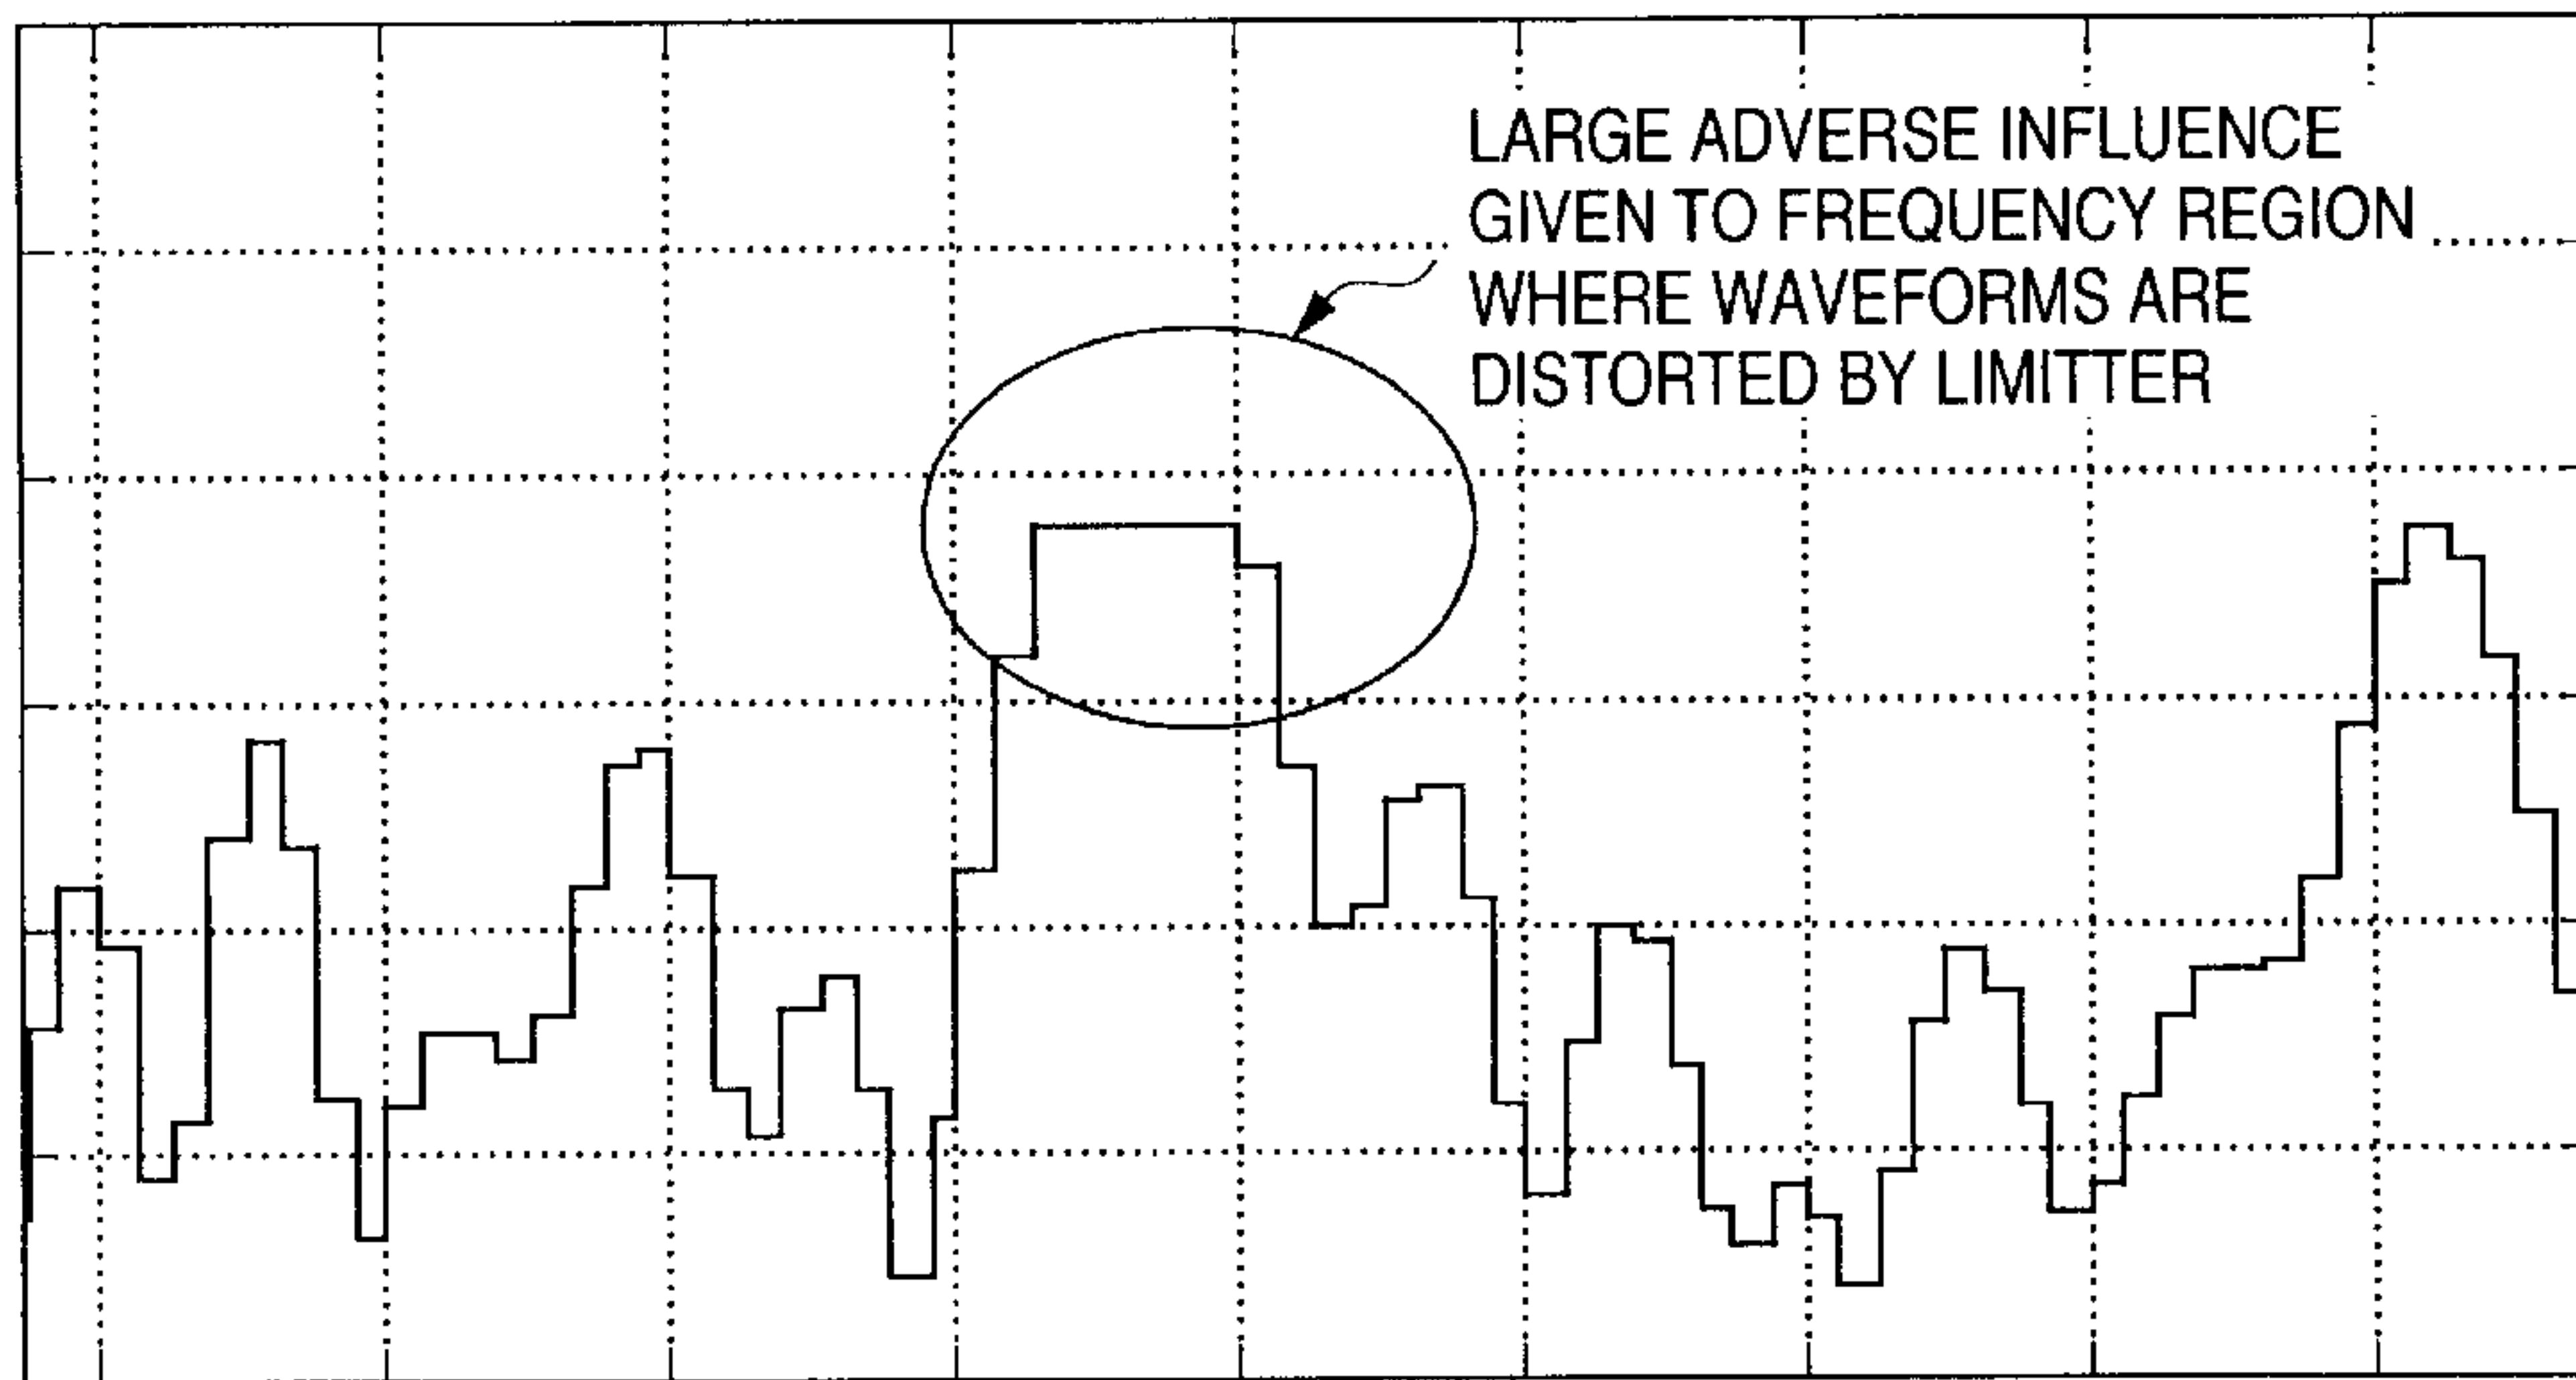 LARGE ADVERSE INFLUENCE
GIVEN TO FREQUENCY REGION
WHERE WAVEFORMS ARE
DISTORTED BY LIMITTER